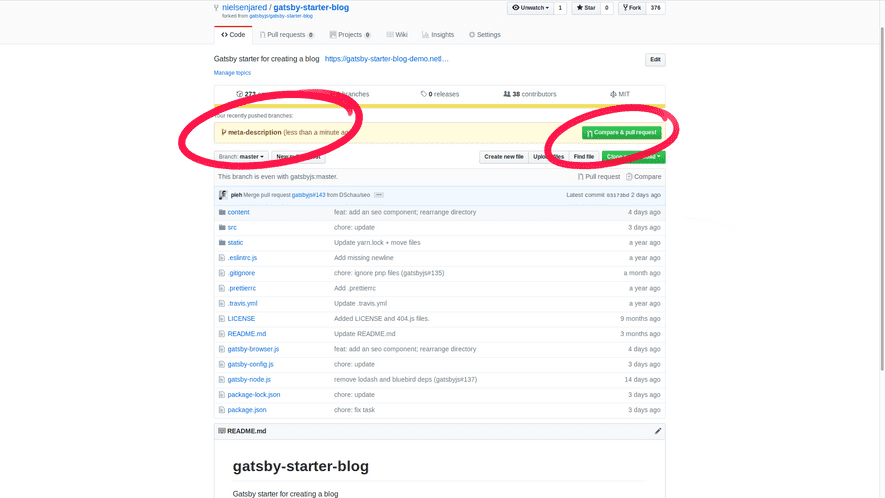 nielsenjared / gatsby-starter-blog
forked from gatsbyjs/gatsby-starter-blog
Unwatch 1 Star 0 Fork 376
Code Pull requests 0 Projects 0 Wiki Insights Settings
Gatsby starter for creating a blog https://gatsby-starter-blog-demo.netl… Edit
Manage topics
273 branches 0 releases 38 contributors MIT
Your recently pushed branches:
meta-description (less than a minute Compare & pull request
Branch: master New Create new file Find file
This branch is even with gatsbyjs:master. Pull request Compare
pieh Merge pull request gatsbyjs#143 from DSchau/seo Latest commit 2 days ago
content feat: add an seo component; rearrange directory 4 days ago
src chore: update 3 days ago
static Update yarn.lock + move files a year ago
.eslintrc.js Add missing newline a year ago
.gitignore chore: ignore pnp files (gatsbyjs#135) a month ago
.prettierrc Add .prettierrc a year ago
.travis.yml Update .travis.yml a year ago
LICENSE Added LICENSE and 404.js files. 9 months ago
README.md Update README.md 3 months ago
gatsby-browser.js feat: add an seo component; rearrange directory 4 days ago
gatsby-config.js chore: update 3 days ago
gatsby-node.js remove lodash and bluebird deps (gatsbyjs#137) 14 days ago
package-lock.json chore: update 3 days ago
package.json chore: fix task 3 days ago
README.md
gatsby-starter-blog
Gatsby starter for creating a blog